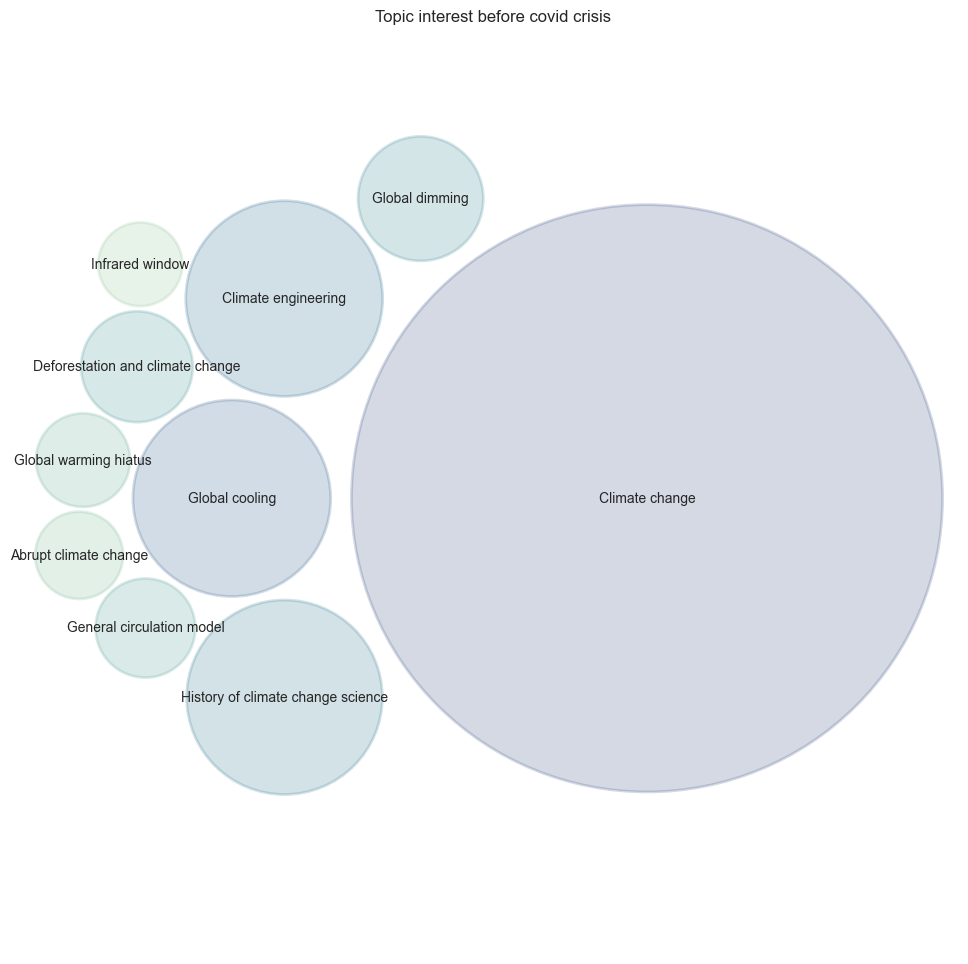 Topic interest before covid crisis
Global dimming
Infrared window
Climate engineering
Deforestation and climate change
Global warming hiatus
Global cooling
Climate change
Abrupt climate change
General circulation model
History of climate change science